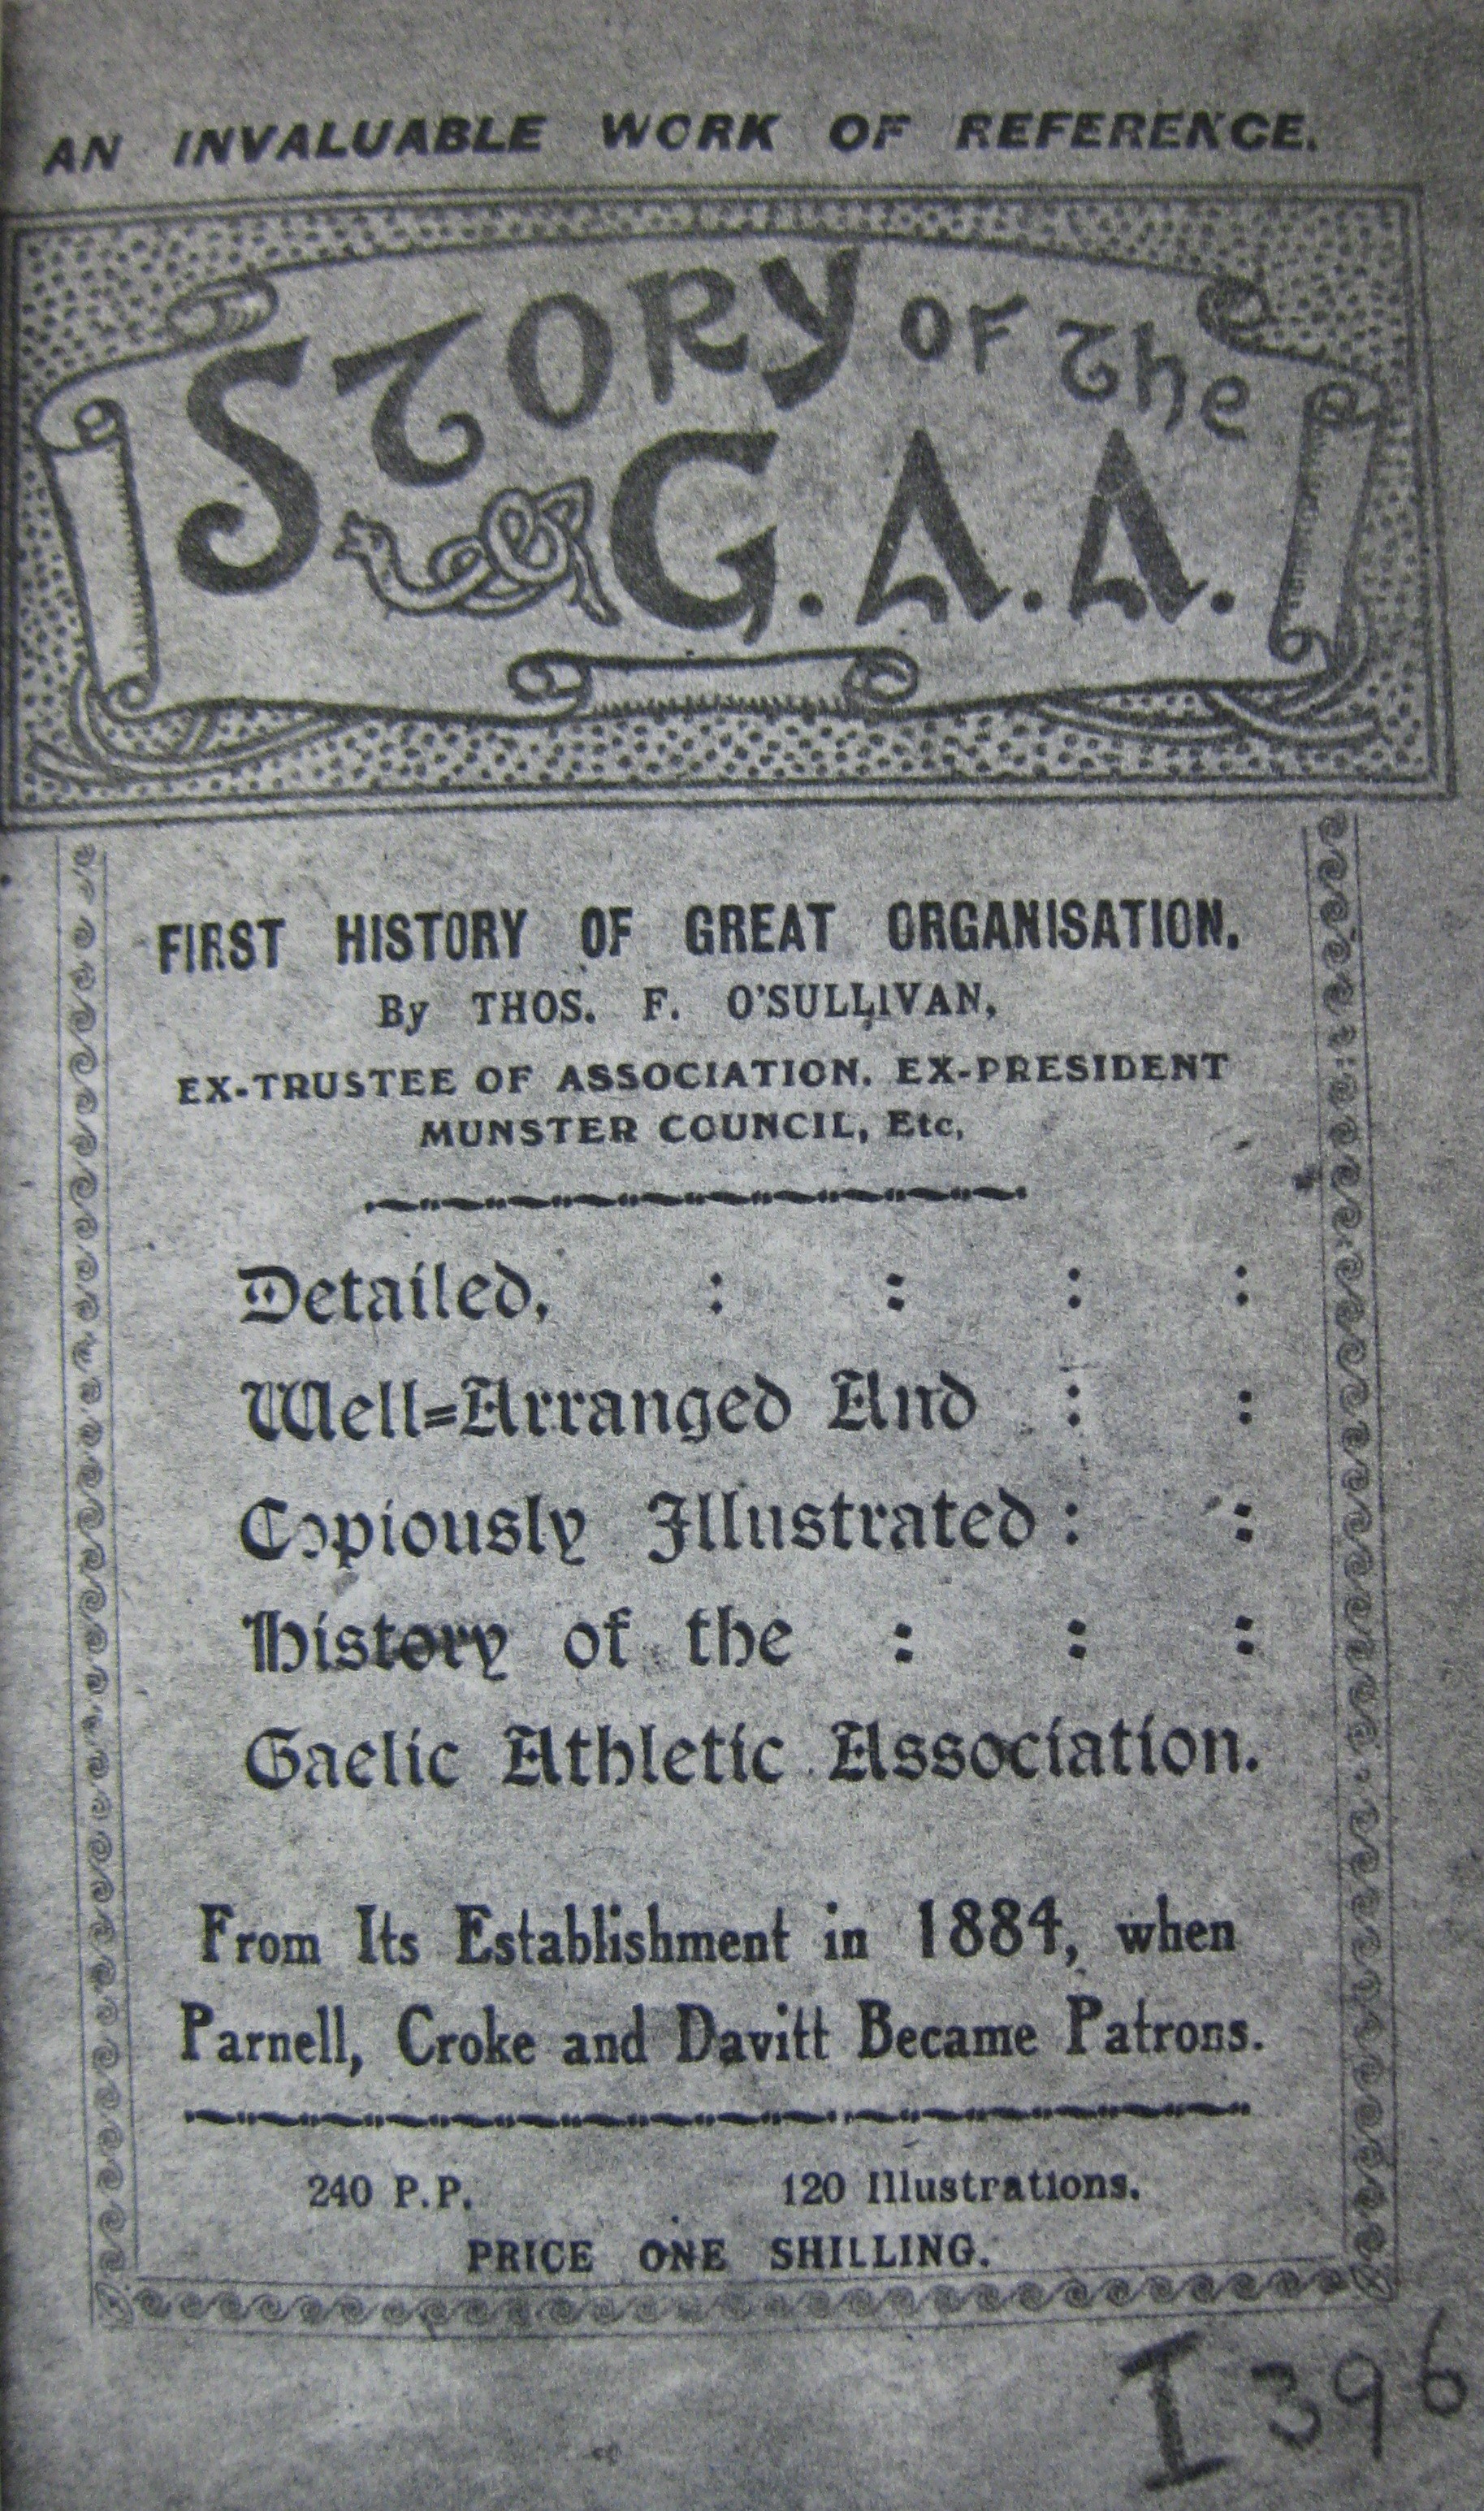 AN INVALUABLE WORK OF REFERENCE.
STORY OF The
G.A.A.
FIRST HISTORY OF GREAT ORGANISATION.
By THOS. F. O'SULLIVAN,
EX-TRUSTEE OF ASSOCIATION, EX-PRESIDENT
MUNSTER COUNCIL, Etc,
Detailed, : : : :
Well=Arranged And : :
Copiously Illustrated : :
History of the : : :
Gaelic Athletic Association.
From Its Establishment in 1884, when
Parnell, Croke and Davitt Became Patrons.
240 P.P. 120 Illustrations.
PRICE ONE SHILLING.
I 396